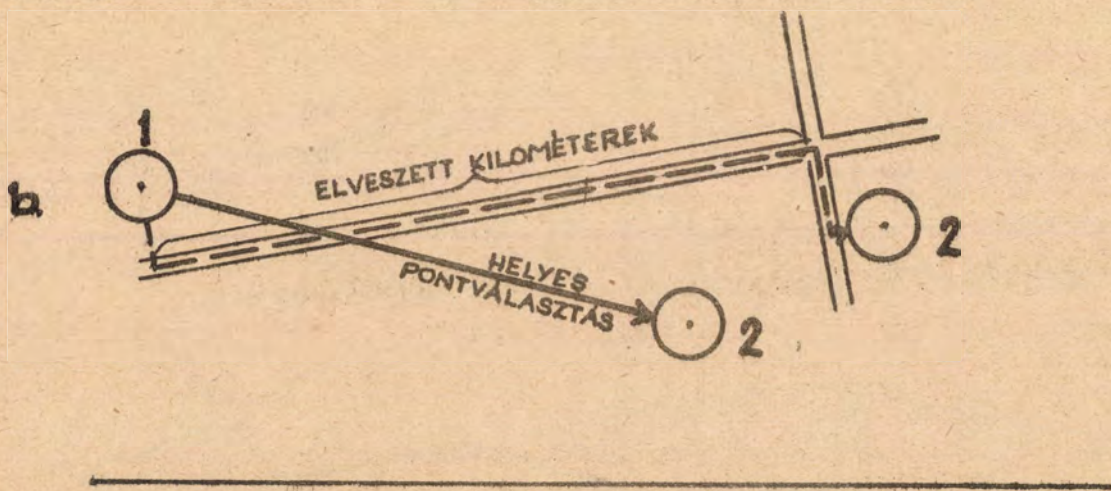 1
b
ELVESZETT KILOMÉTEREK
2
HELYES
PONTVÁLASZTÁS
2